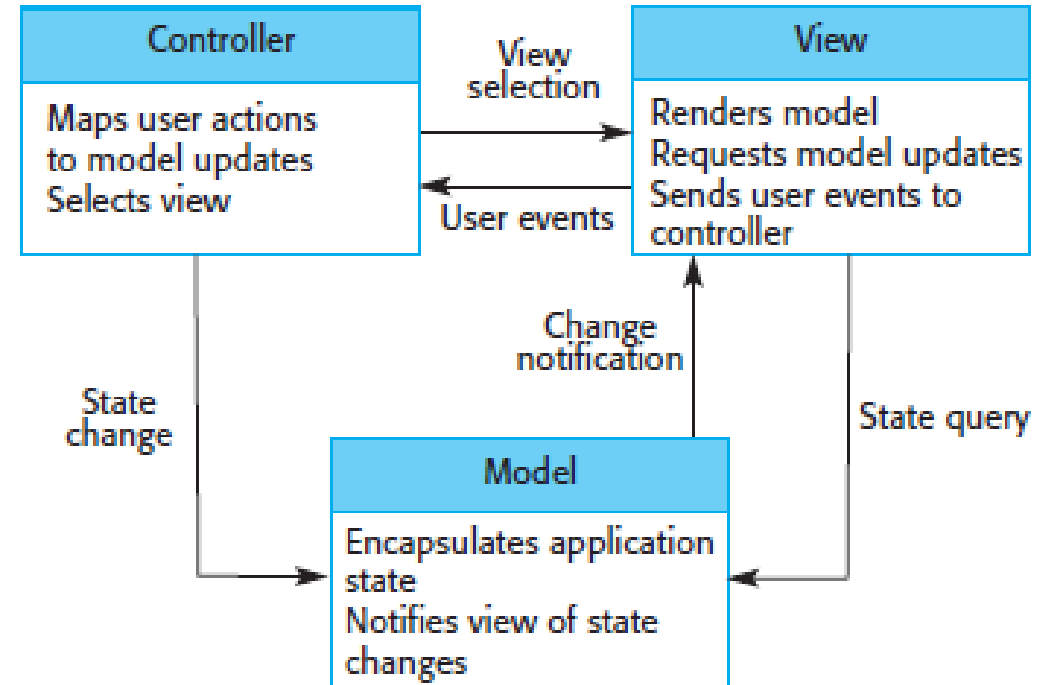 Controller
Maps user actions
to model updates
Selects view
View
selection
User events
View
Renders model
Requests model updates
Sends user events to
controller
State
change
Change
notification
State query
Model
Encapsulates application
state
Notifies view of state
changes